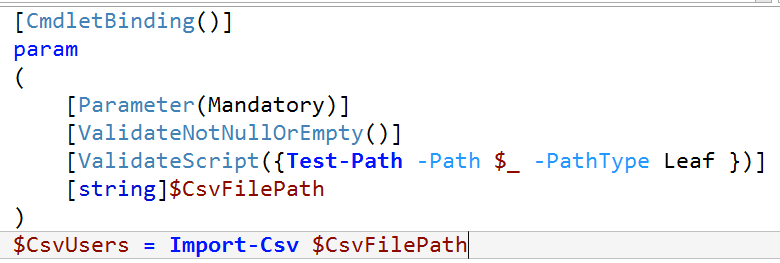 [CmdletBinding()]
param
(
    [Parameter(Mandatory)]
    [ValidateNotNullOrEmpty()]
    [ValidateScript({Test-Path -Path $_ -PathType Leaf })]
    [string]$CsvFilePath
)
$CsvUsers = Import-Csv $CsvFilePath